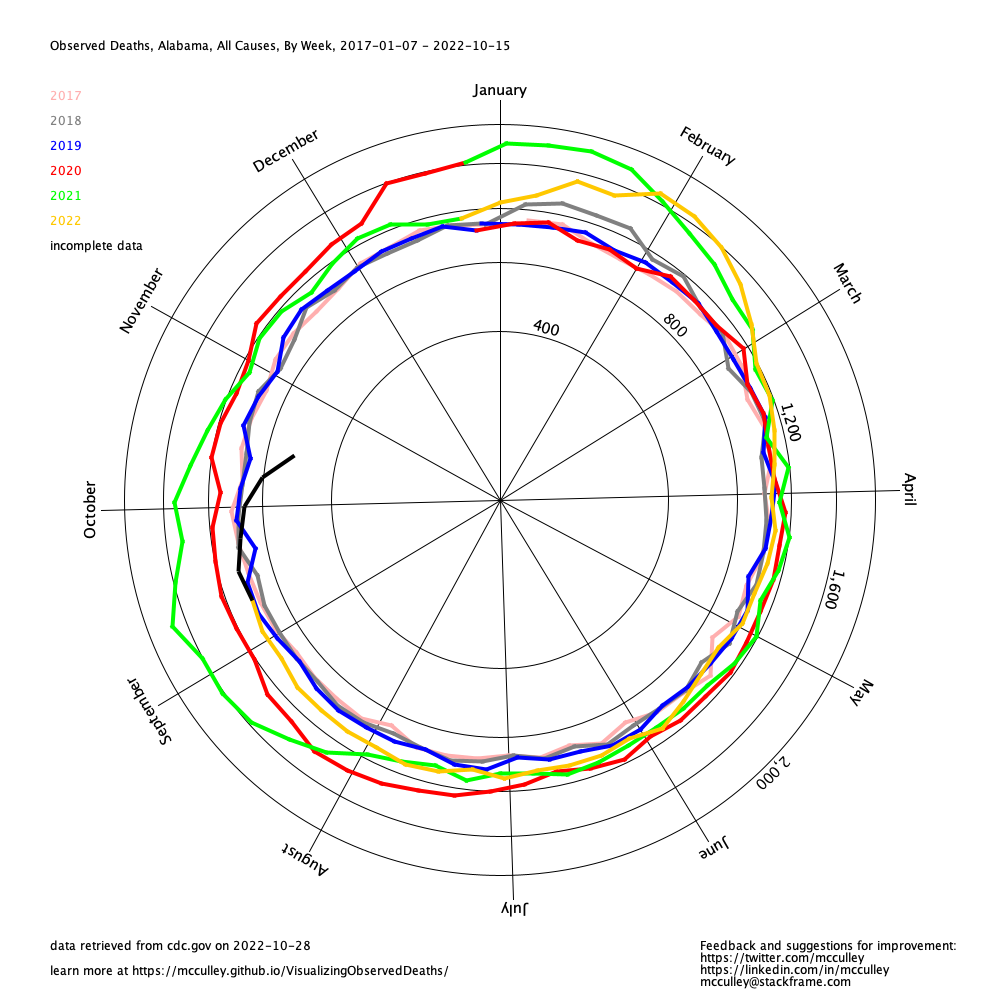 Observed Deaths, Alabama, All Causes, By Week, 2017-01-07 - 2022-10-15
2017
2018
2019
2020
2021
2022
incomplete data
January
February
March
April
May
June
July
August
September
October
November
December
400
800
1,200
1,600
2,000
data retrieved from cdc.gov on 2022-10-28
learn more at https://mcculley.github.io/VisualizingObservedDeaths/
Feedback and suggestions for improvement:
https://twitter.com/mcculley
https://linkedin.com/in/mcculley
mcculley@stackframe.com